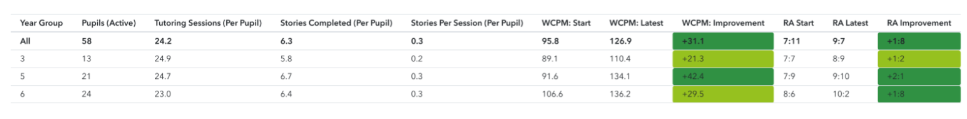 Year Group Pupils (Active) Tutoring Sessions (Per Pupil) Stories Completed (Per Pupil) Stories Per Session (Per Pupil) WCPM: Start WCPM: Latest WCPM: Improvement RA Start RA Latest RA Improvement
All 58 24.2 6.3 0.3 95.8 126.9 +31.1 7:11 9:7 +1:8
3 13 24.9 5.8 0.2 89.1 110.4 +21.3 7:7 8:9 +1:2
5 21 24.7 6.7 0.3 91.6 134.1 +42.4 7:9 9:10 +2:1
6 24 23.0 6.4 0.3 106.6 136.2 +29.5 8:6 10:2 +1:8